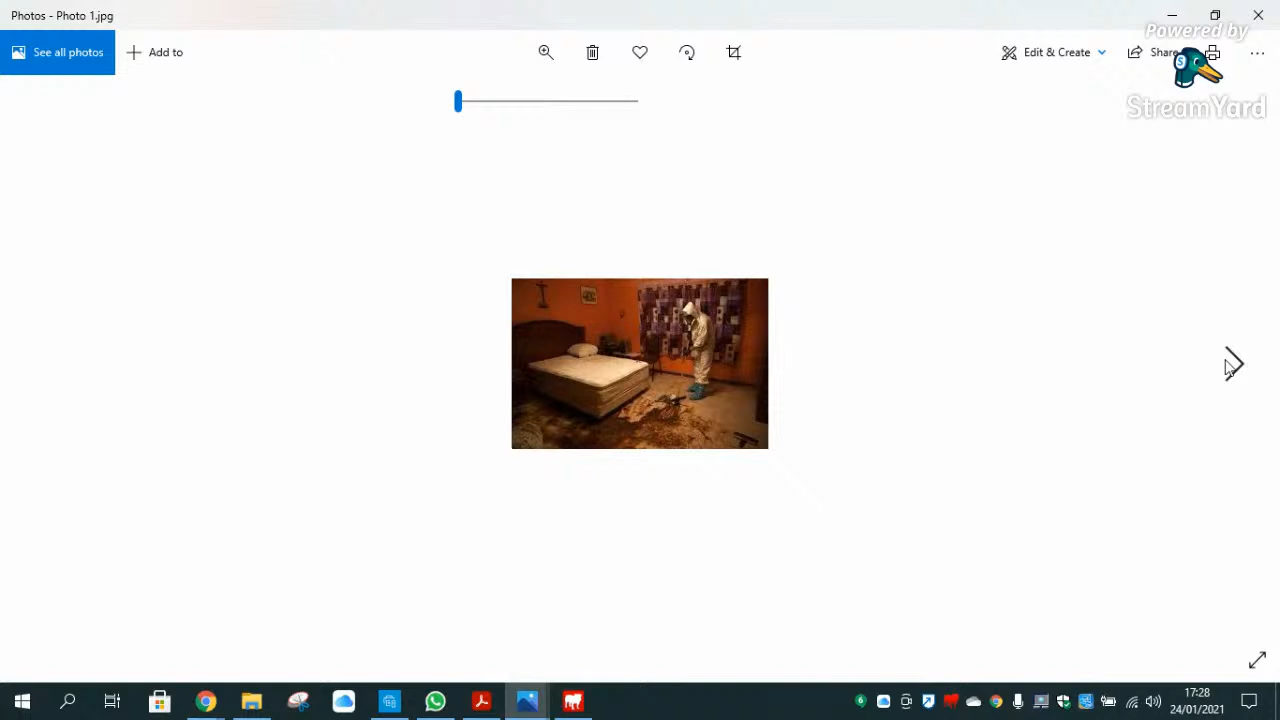 Photos - Photo 1.jpg
Powered by
See all photos
Add to
Edit & Create
Share
StreamYard
17:28
24/01/2021